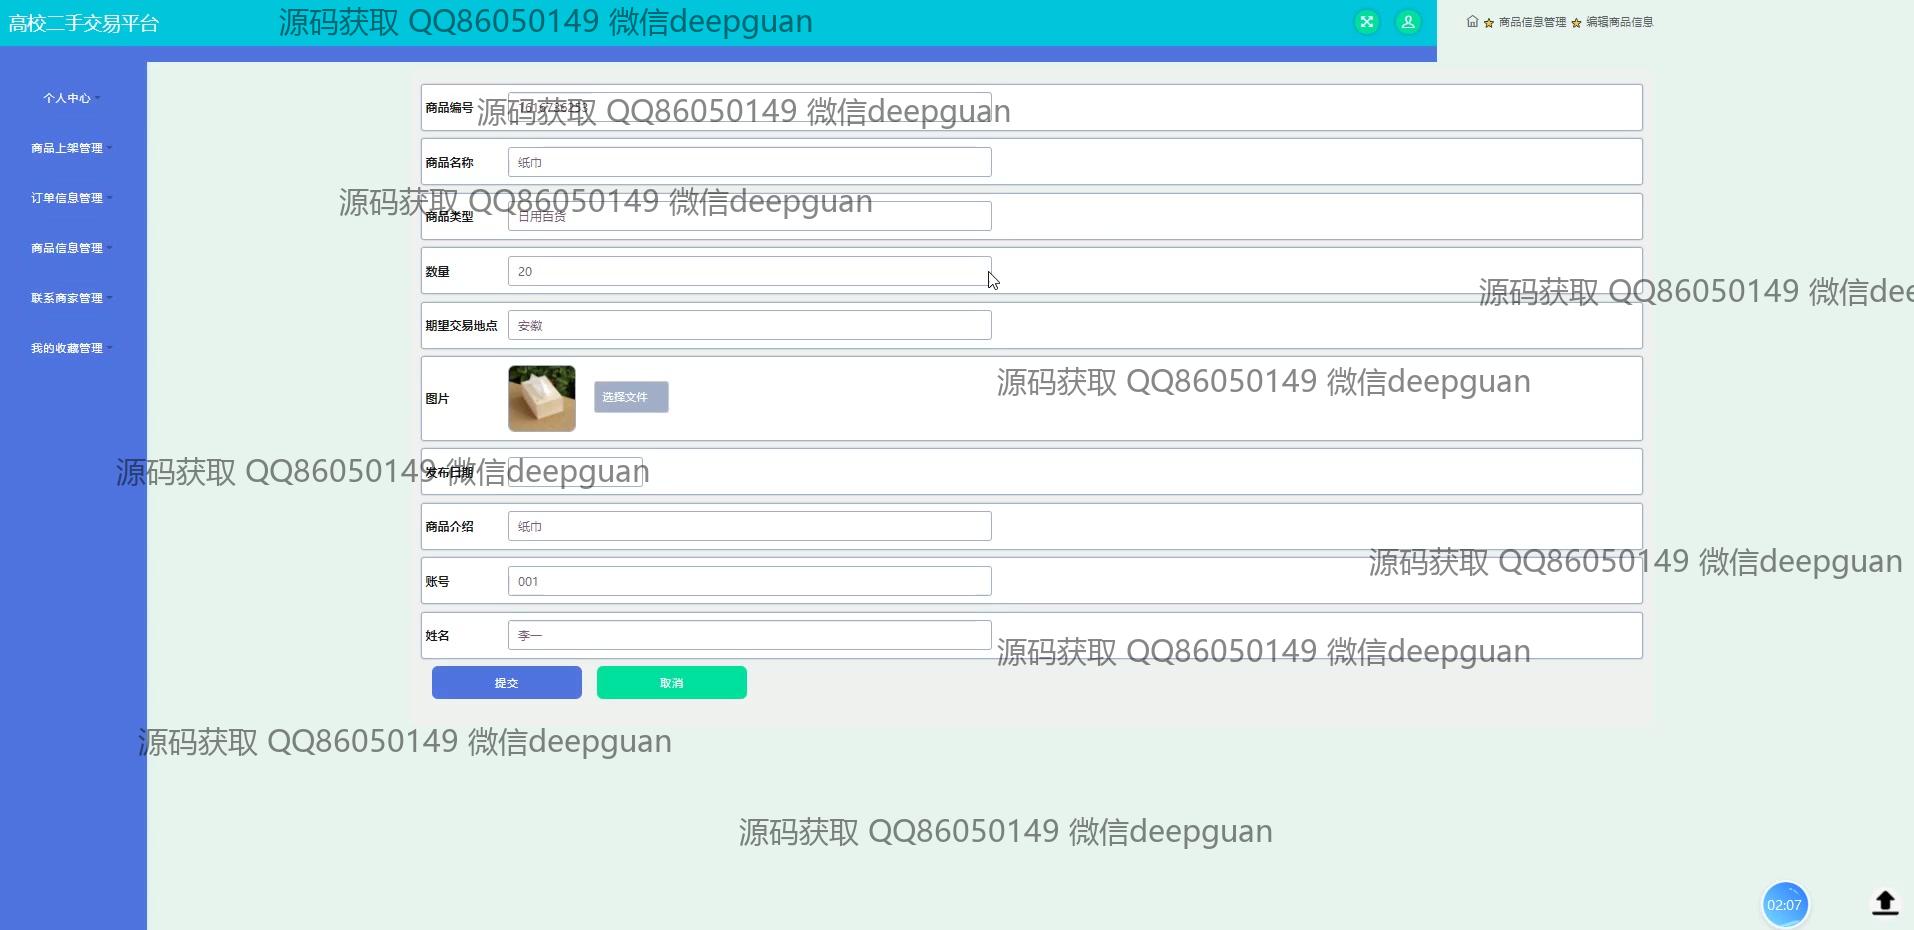 高校二手交易平台
源码获取 QQ86050149 微信deepguan
商品信息管理 编辑商品信息
个人中心
商品上架管理
订单信息管理
商品信息管理
联系商家管理
我的收藏管理
商品编号
源码获取 QQ86050149 微信deepguan
商品名称 纸巾
源码获取 QQ86050149 微信deepguan
商品类型 日用百货
数量 20
源码获取 QQ86050149 微信dee
期望交易地点 安徽
源码获取 QQ86050149 微信deepguan
图片 选择文件
发布日期
源码获取 QQ86050149 微信deepguan
商品介绍 纸巾
源码获取 QQ86050149 微信deepguan
账号 001
姓名 李一
源码获取 QQ86050149 微信deepguan
提交 取消
源码获取 QQ86050149 微信deepguan
源码获取 QQ86050149 微信deepguan
02:07